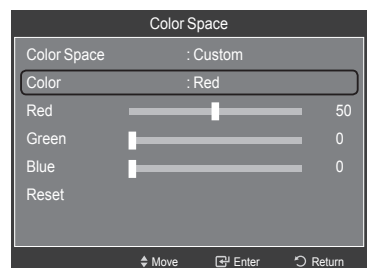 Color Space
Color Space : Custom
Color : Red
Red 50
Green 0
Blue 0
Reset
Move Enter Return